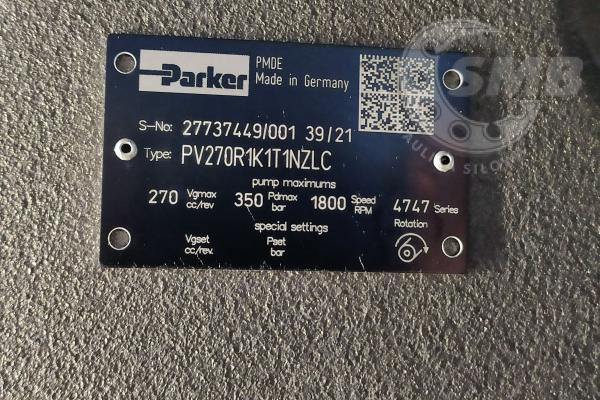 Parker
PMDE
Made in Germany
S-No: 27737449/001 39/21
Type: PV270R1K1T1NZLC
pump maximums
270 Vgmax cc/rev 350 Pdmax bar 1800 Speed RPM 4747 Series
Rotation
special settings
Vgset cc/rev. Pset bar
SMB